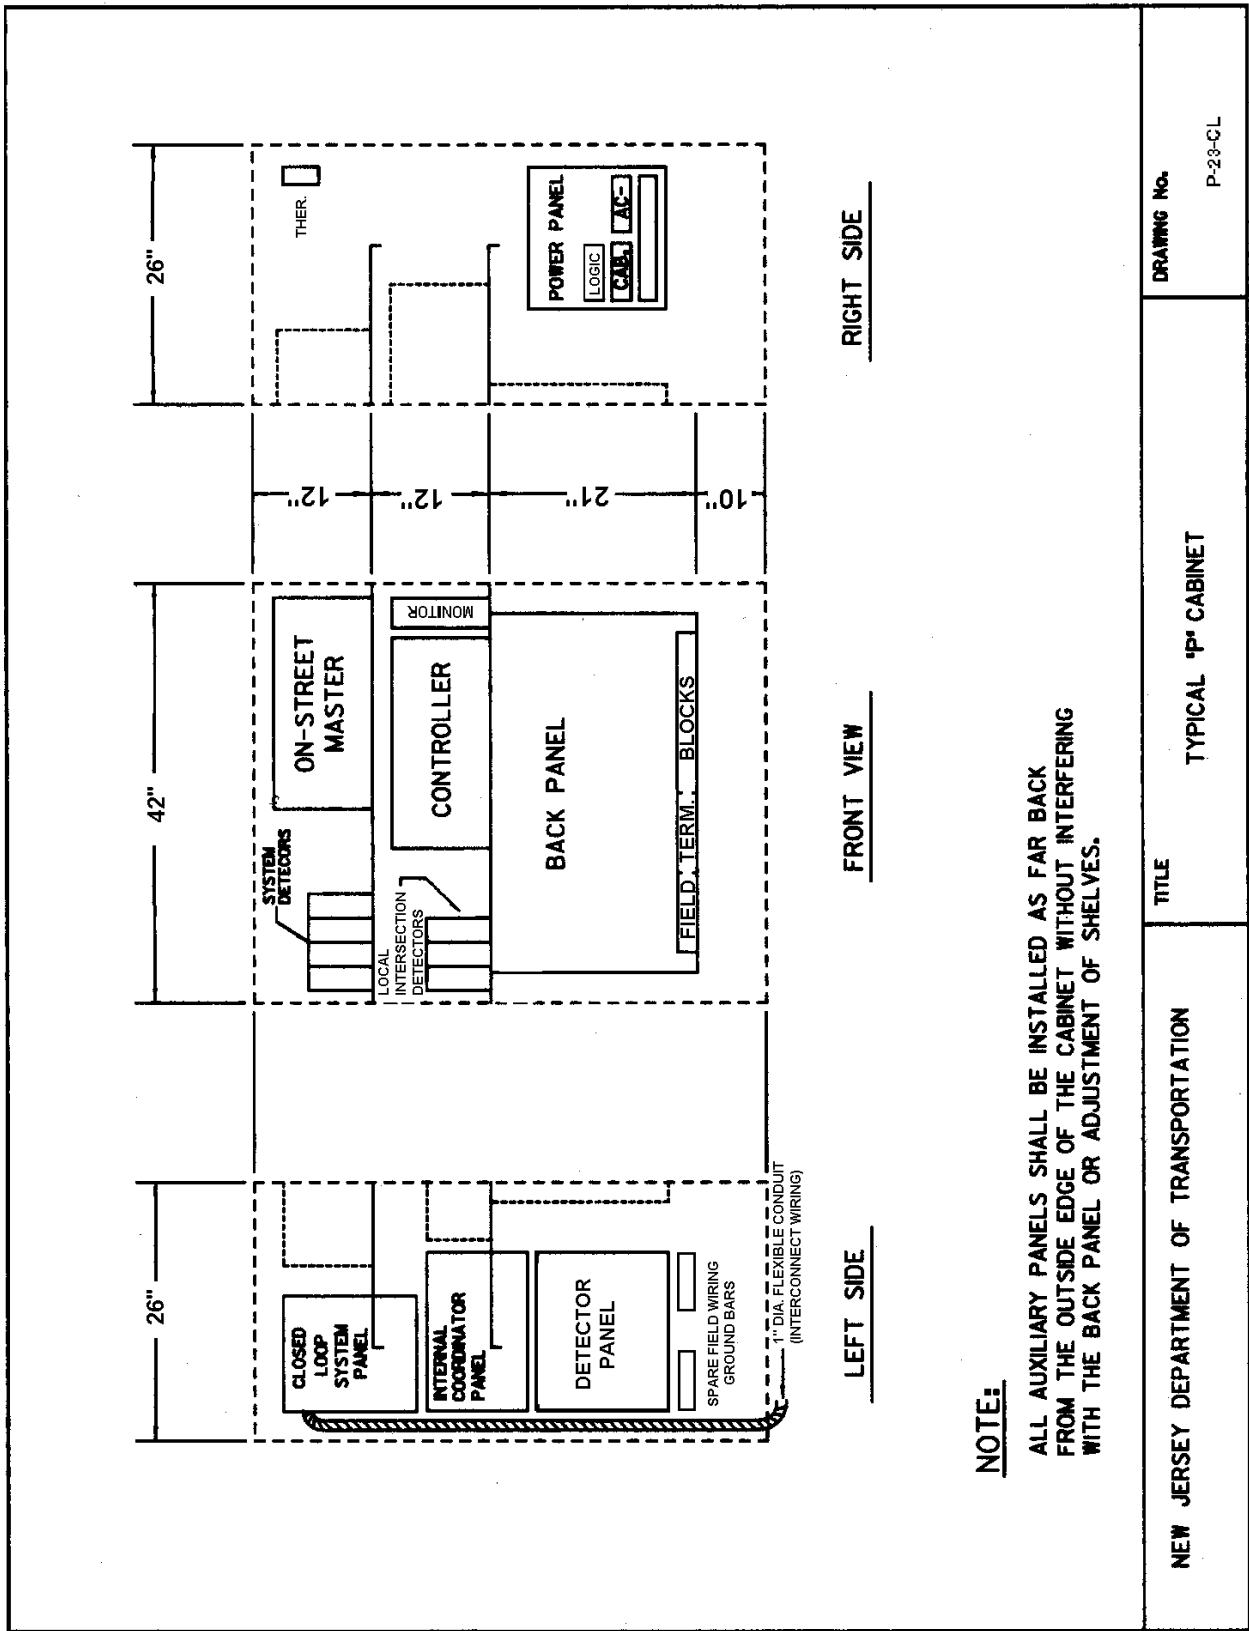 26"
42"
26"
CLOSED
LOOP
SYSTEM
PANEL
INTERNAL
COORDINATOR
PANEL
DETECTOR
PANEL
SPARE FIELD WIRING
GROUND BARS
1" DIA. FLEXIBLE CONDUIT
(INTERCONNECT WIRING)
LEFT SIDE
SYSTEM
DETECORS
ON-STREET
MASTER
LOCAL
INTERSECTION
DETECTORS
CONTROLLER
MONITOR
BACK PANEL
FIELD TERM. BLOCKS
FRONT VIEW
12"
12"
21"
10"
THER.
POWER PANEL
LOGIC
CAB. AC-
RIGHT SIDE
NOTE:
ALL AUXILIARY PANELS SHALL BE INSTALLED AS FAR BACK
FROM THE OUTSIDE EDGE OF THE CABINET WITHOUT INTERFERING
WITH THE BACK PANEL OR ADJUSTMENT OF SHELVES.
NEW JERSEY DEPARTMENT OF TRANSPORTATION
TITLE
TYPICAL "P" CABINET
DRAWING No.
P-23-CL